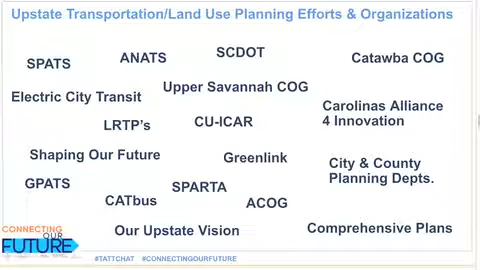 Upstate Transportation/Land Use Planning Efforts & Organizations
SPATS
ANATS
SCDOT
Catawba COG
Electric City Transit
Upper Savannah COG
LRTP's
CU-ICAR
Carolinas Alliance
4 Innovation
Shaping Our Future
Greenlink
City & County
Planning Depts.
GPATS
SPARTA
CATbus
ACOG
Our Upstate Vision
Comprehensive Plans
CONNECTING
OUR
FUTURE
#TATTCHAT #CONNECTINGOURFUTURE